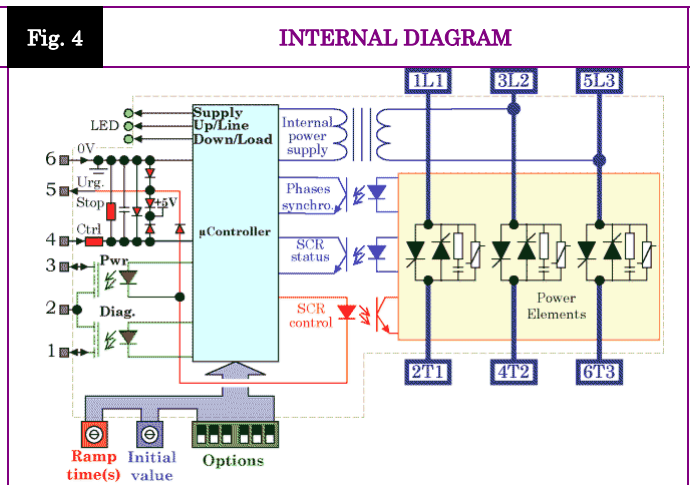 Fig. 4
INTERNAL DIAGRAM
1L1
3L2
5L3
Supply
LED
Up/Line
Down/Load
Internal
power
supply
6
0V
5
Urg.
Stop
+5V
Phases
synchro.
4
Ctrl
µController
SCR
status
3
Pwr
2
Diag.
SCR
control
Power
Elements
1
2T1
4T2
6T3
Ramp
time(s)
Initial
value
Options